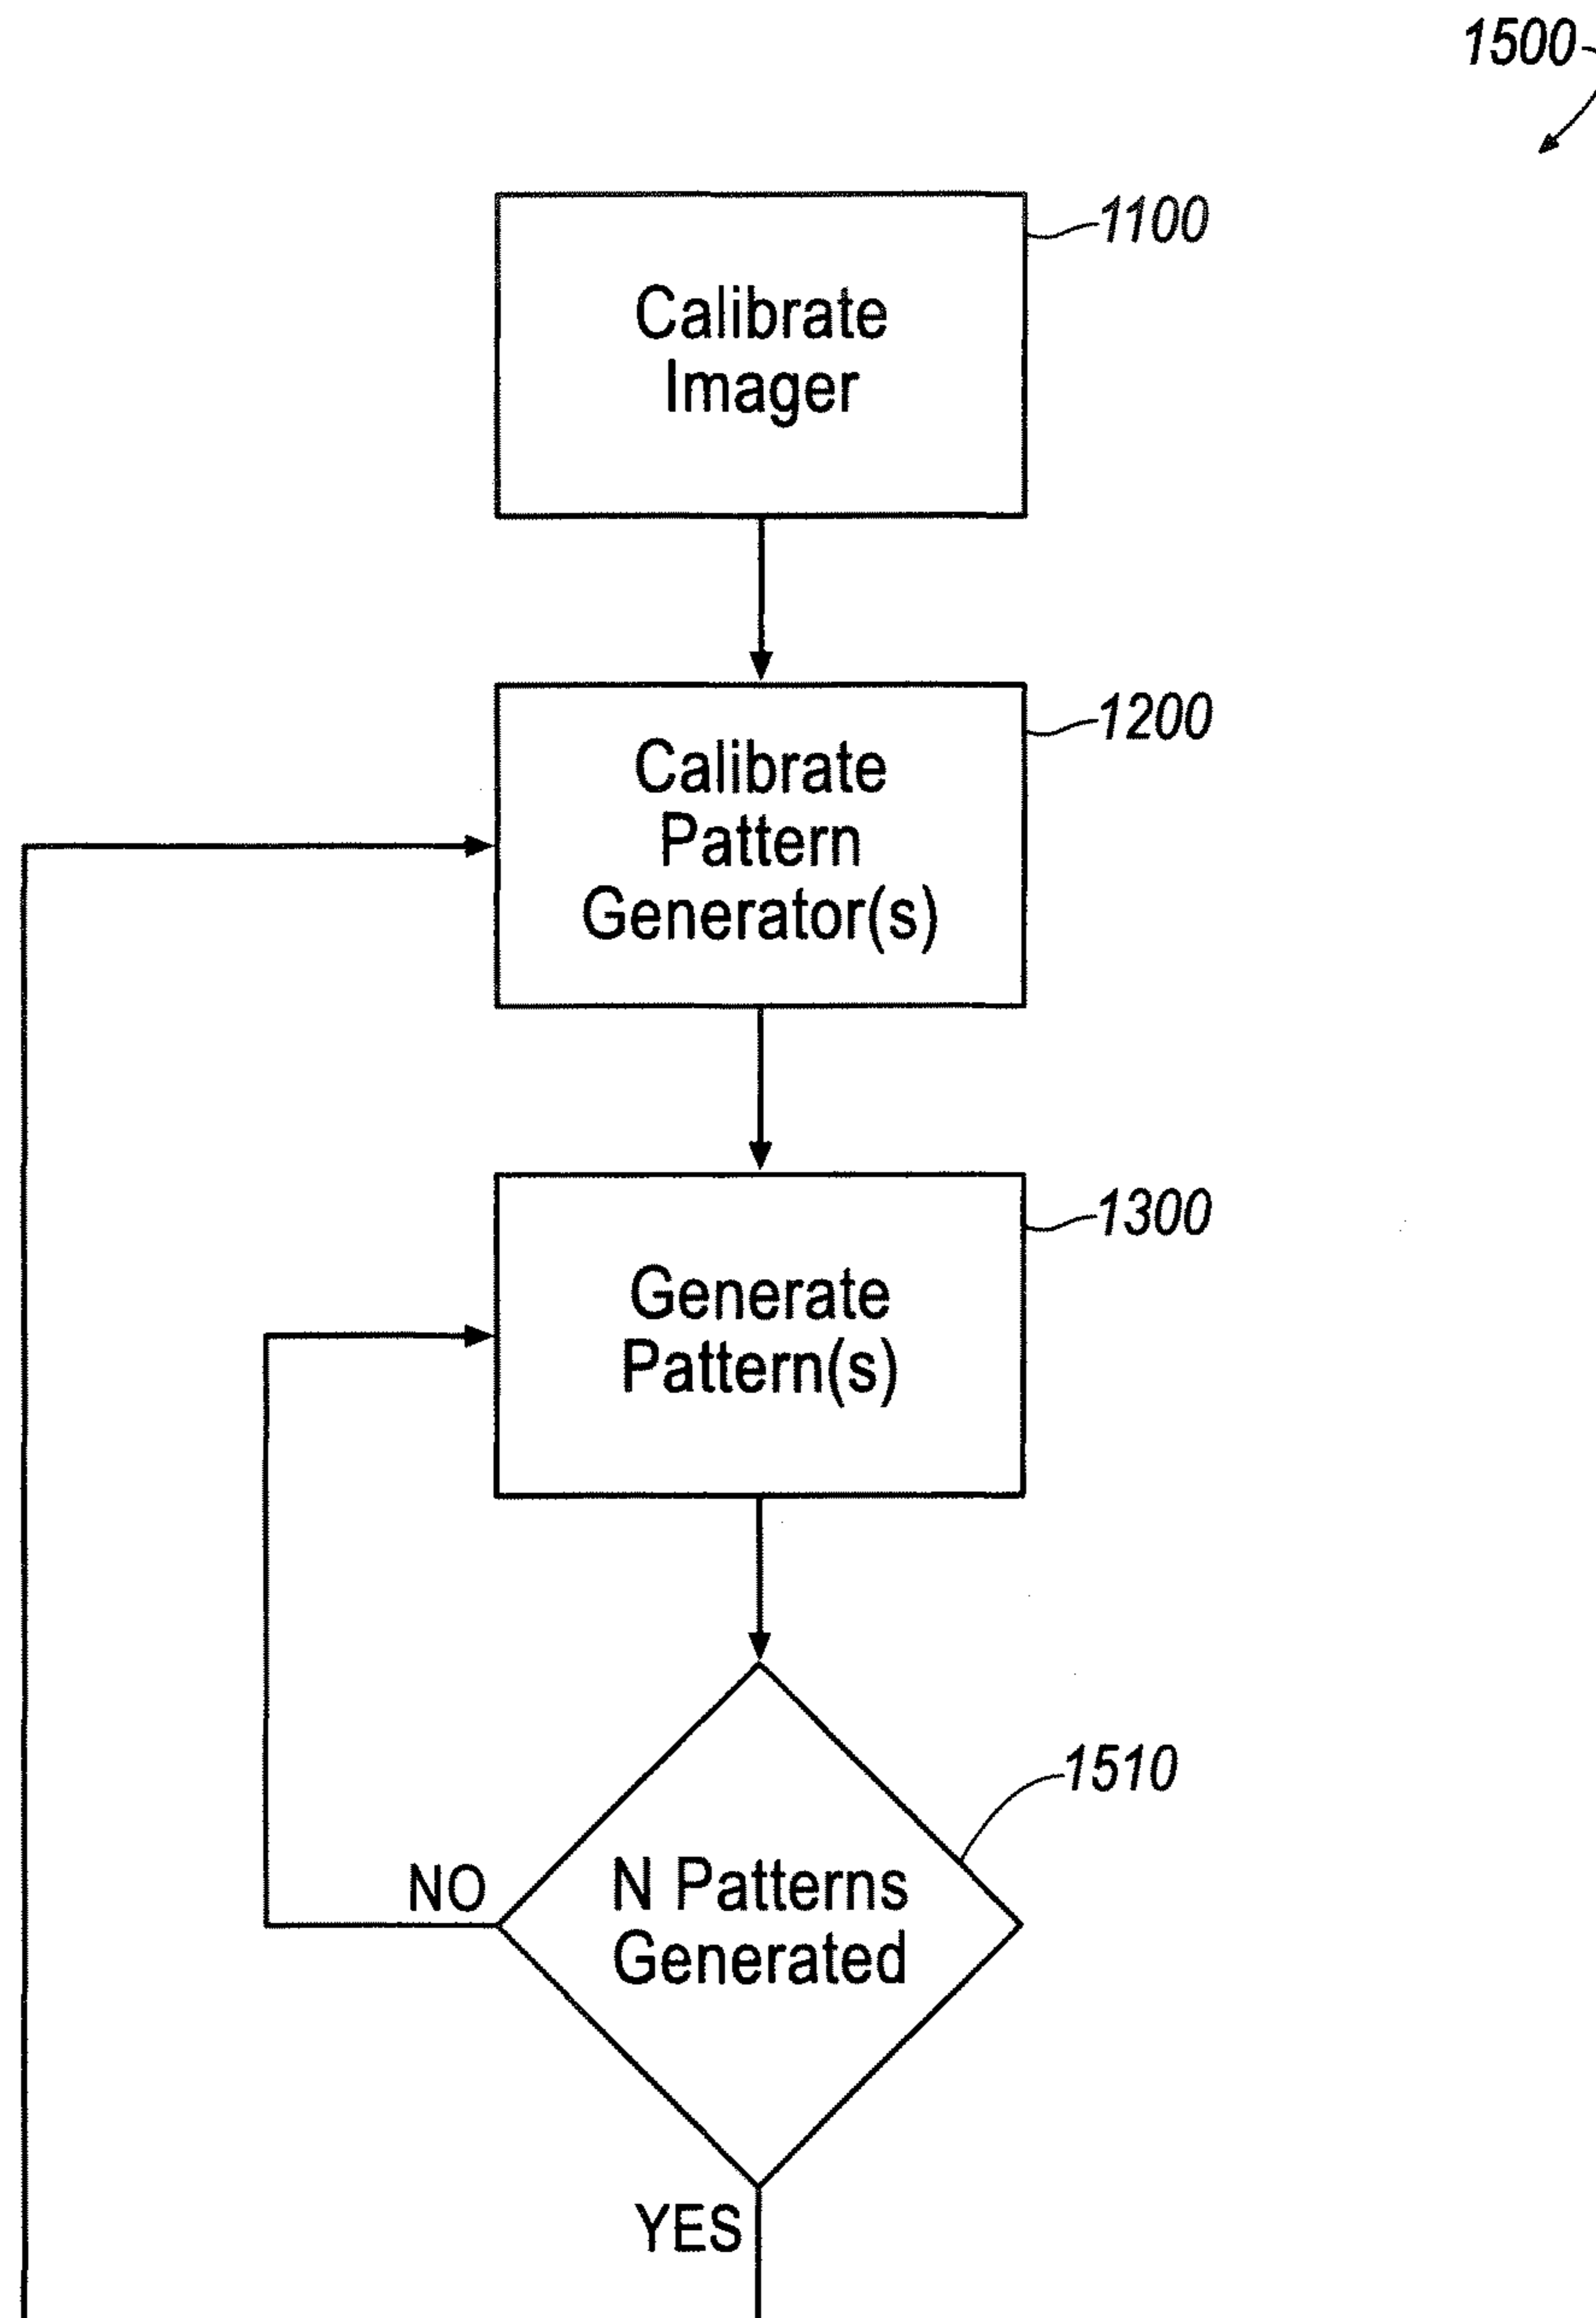 1500
1100
Calibrate
Imager
1200
Calibrate
Pattern
Generator(s)
1300
Generate
Pattern(s)
1510
NO
N Patterns
Generated
YES